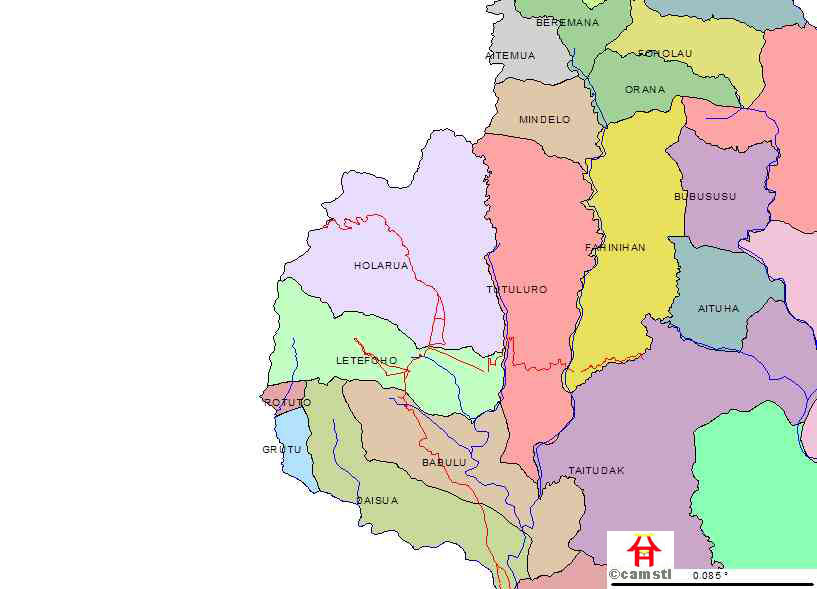 BEREMANA
AITEMUA
FOHOLAU
ORANA
MINDELO
BUBUSUSU
FAHINIHAN
HOLARUA
TUTULURO
AITUHA
LETEFOHO
ROTUTO
GRUTU
BABULU
TAITUDAK
DAISUA
©camstl 0.085 °